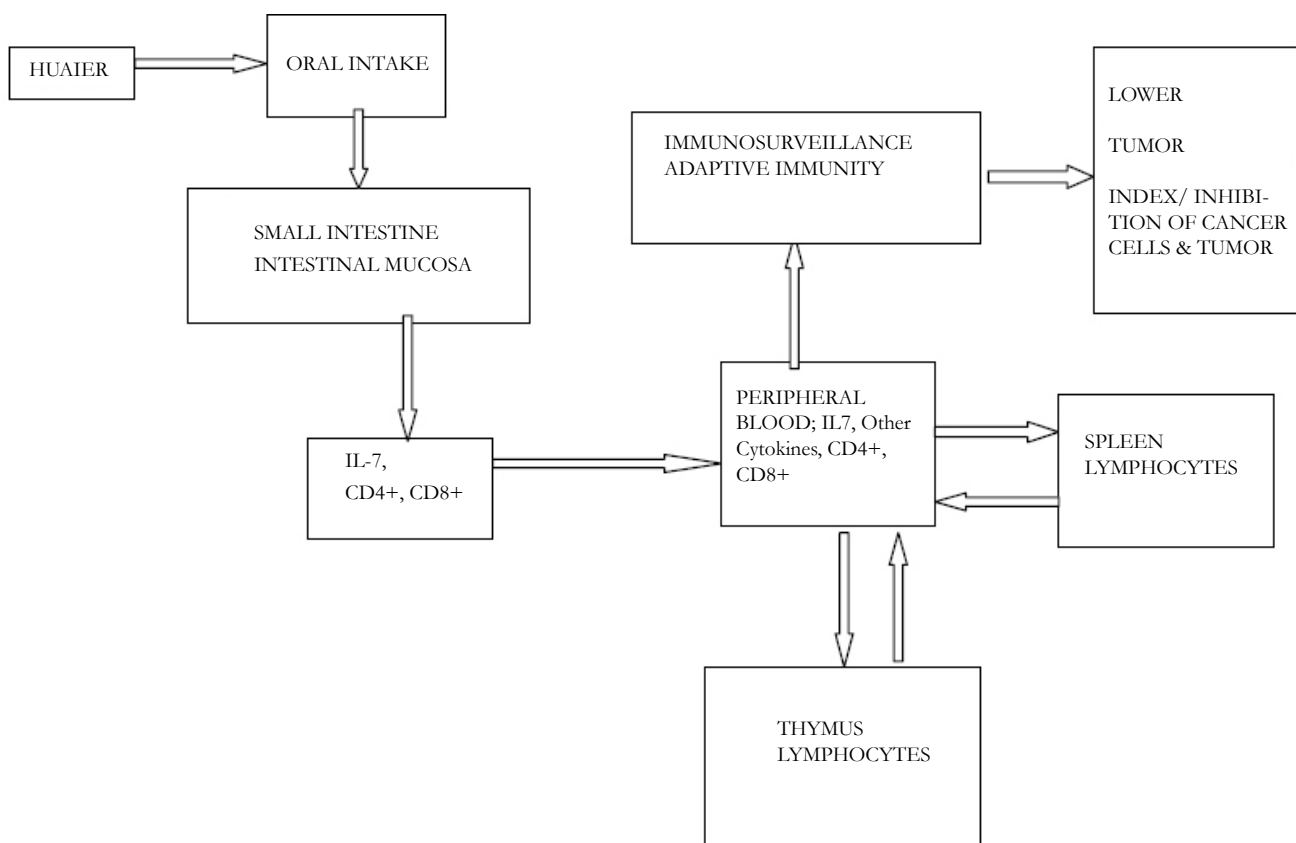 HUAIER
ORAL INTAKE
SMALL INTESTINE
INTESTINAL MUCOSA
IL-7,
CD4+, CD8+
PERIPHERAL
BLOOD; IL7, Other
Cytokines, CD4+,
CD8+
SPLEEN
LYMPHOCYTES
THYMUS
LYMPHOCYTES
IMMUNOSURVEILLANCE
ADAPTIVE IMMUNITY
LOWER
TUMOR
INDEX/ INHIBI-
TION OF CANCER
CELLS & TUMOR